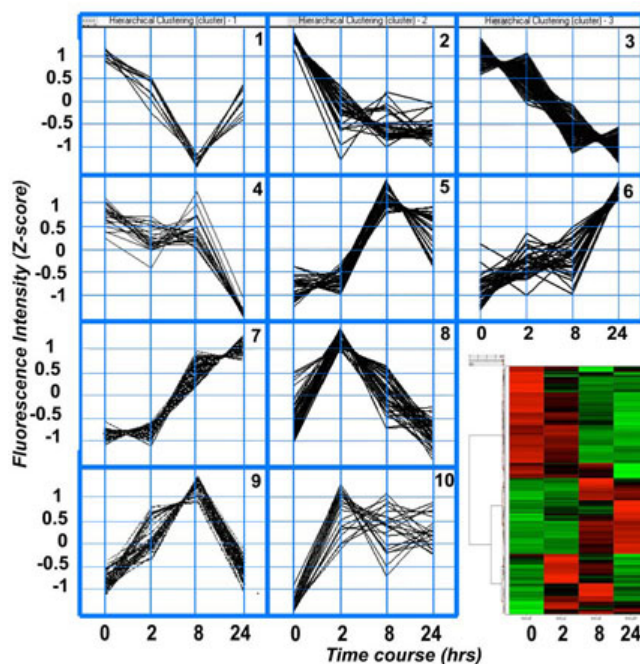 Hierarchical Clustering (cluster) - 1
Hierarchical Clustering (cluster) - 2
Hierarchical Clustering (cluster) - 3
1 2 3
1
0.5
0
-0.5
-1
4 5 6
1
0.5
0
-0.5
-1
0 2 8 24
7 8
1
0.5
0
-0.5
-1
9 10
1
0.5
0
-0.5
-1
Fluorescence Intensity (Z-score)
0 2 8 24 0 2 8 24 0 2 8 24
Time course (hrs)